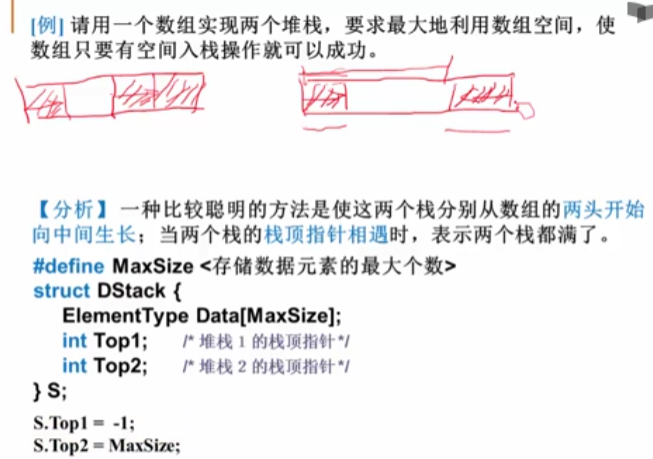 [例] 请用一个数组实现两个堆栈，要求最大地利用数组空间，使
数组只要有空间入栈操作就可以成功。
【分析】 一种比较聪明的方法是使这两个栈分别从数组的两头开始
向中间生长；当两个栈的栈顶指针相遇时，表示两个栈都满了。
#define MaxSize <存储数据元素的最大个数>
struct DStack {
ElementType Data[MaxSize];
int Top1; /* 堆栈 1 的栈顶指针 */
int Top2; /* 堆栈 2 的栈顶指针 */
} S;
S.Top1 = -1;
S.Top2 = MaxSize;